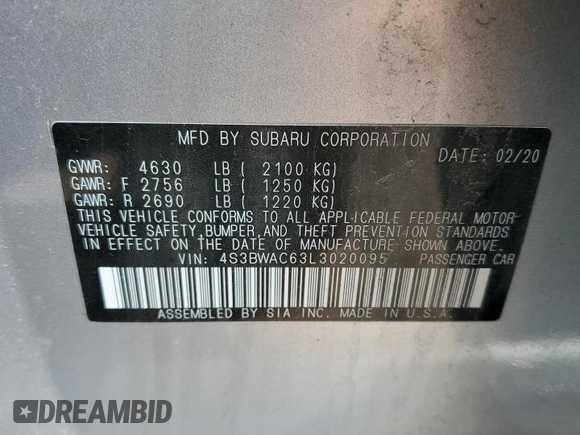 MFD BY SUBARU CORPORATION
DATE: 02/20
GVWR: 4630 LB ( 2100 KG)
GAWR: F 2756 LB ( 1250 KG)
GAWR: R 2690 LB ( 1220 KG)
THIS VEHICLE CONFORMS TO ALL APPLICABLE FEDERAL MOTOR
VEHICLE SAFETY, BUMPER, AND THEFT PREVENTION STANDARDS
IN EFFECT ON THE DATE OF MANUFACTURE SHOWN ABOVE.
VIN: 4S3BWAC63L3020095 PASSENGER CAR
ASSEMBLED BY SIA INC. MADE IN U.S.A.
DREAMBID